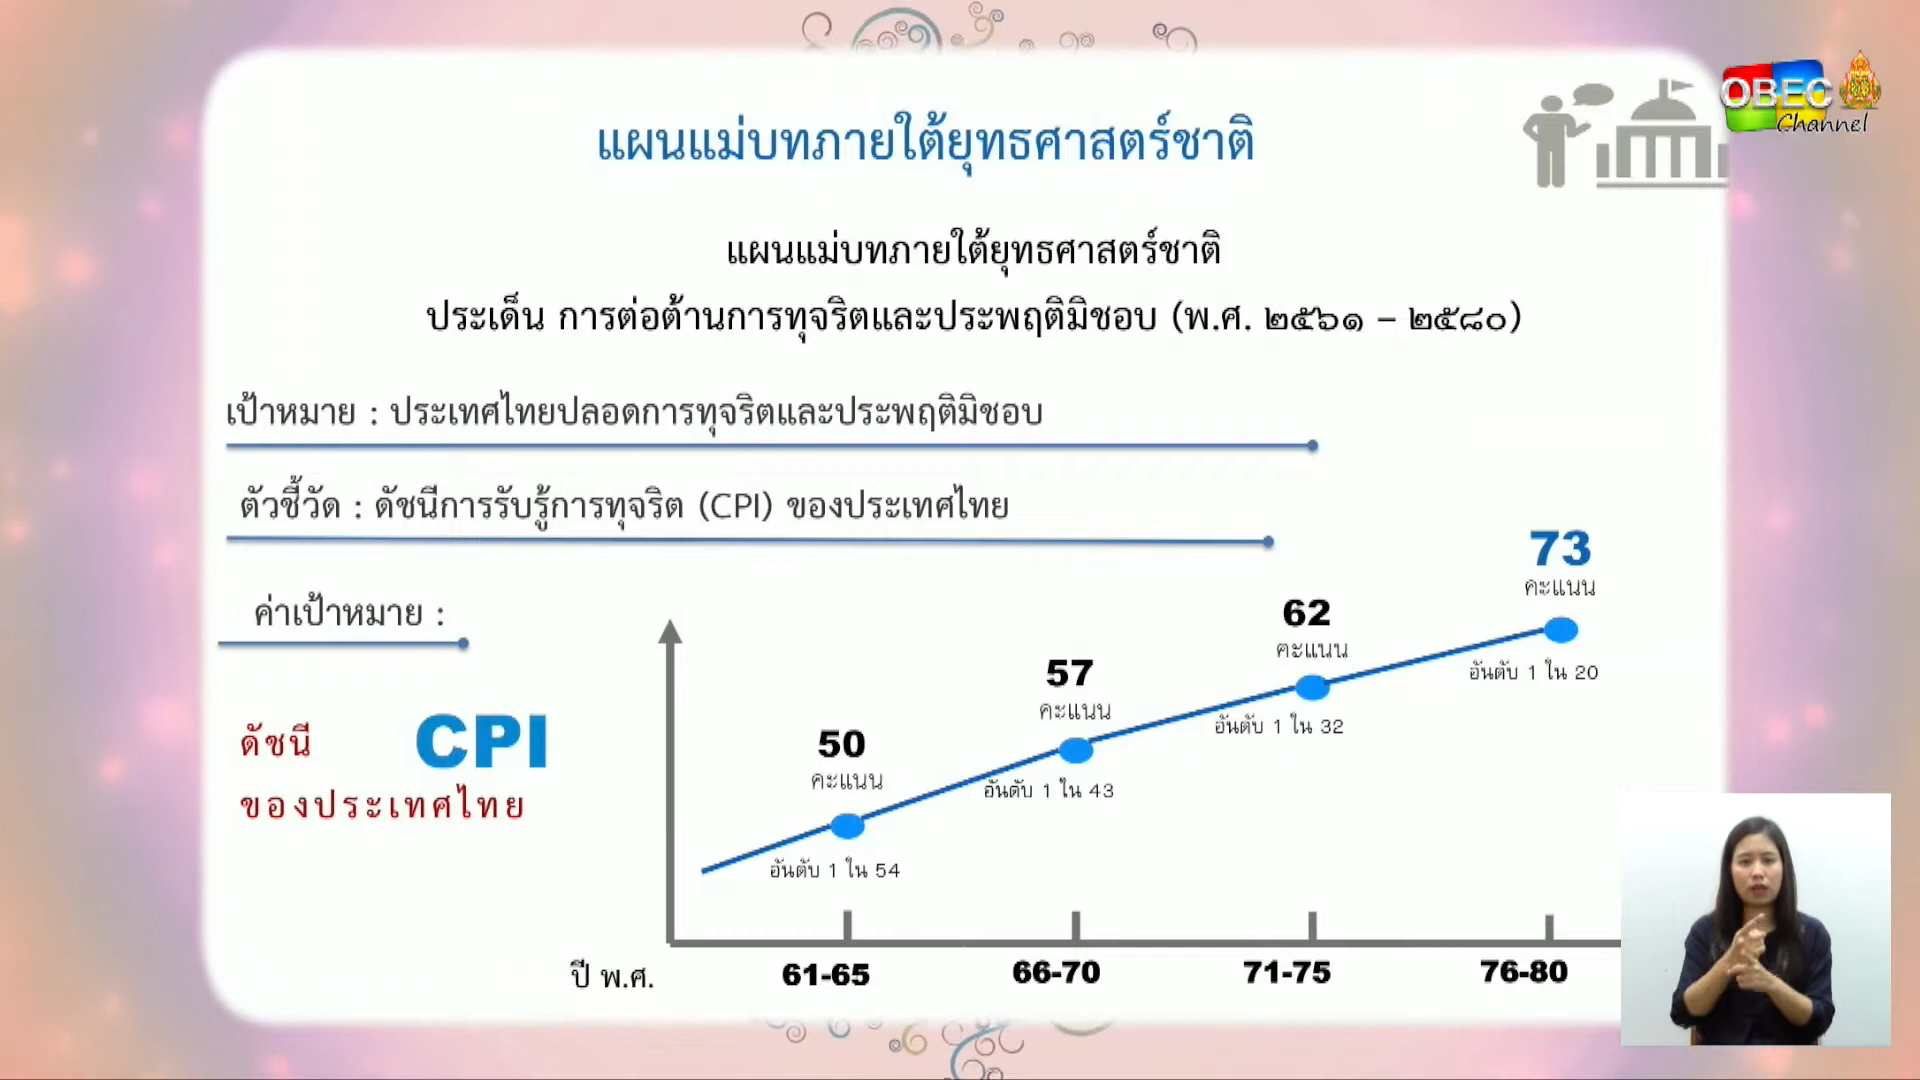 OBEC
Channel
แผนแม่บทภายใต้ยุทธศาสตร์ชาติ
แผนแม่บทภายใต้ยุทธศาสตร์ชาติ
ประเด็น การต่อต้านการทุจริตและประพฤติมิชอบ (พ.ศ. ๒๕๖๑ – ๒๕๘๐)
เป้าหมาย : ประเทศไทยปลอดการทุจริตและประพฤติมิชอบ
ตัวชี้วัด : ดัชนีการรับรู้การทุจริต (CPI) ของประเทศไทย
ค่าเป้าหมาย :
ดัชนี CPI
ของประเทศไทย
50
คะแนน
อันดับ 1 ใน 54
57
คะแนน
อันดับ 1 ใน 43
62
คะแนน
อันดับ 1 ใน 32
73
คะแนน
อันดับ 1 ใน 20
ปี พ.ศ. 61-65 66-70 71-75 76-80